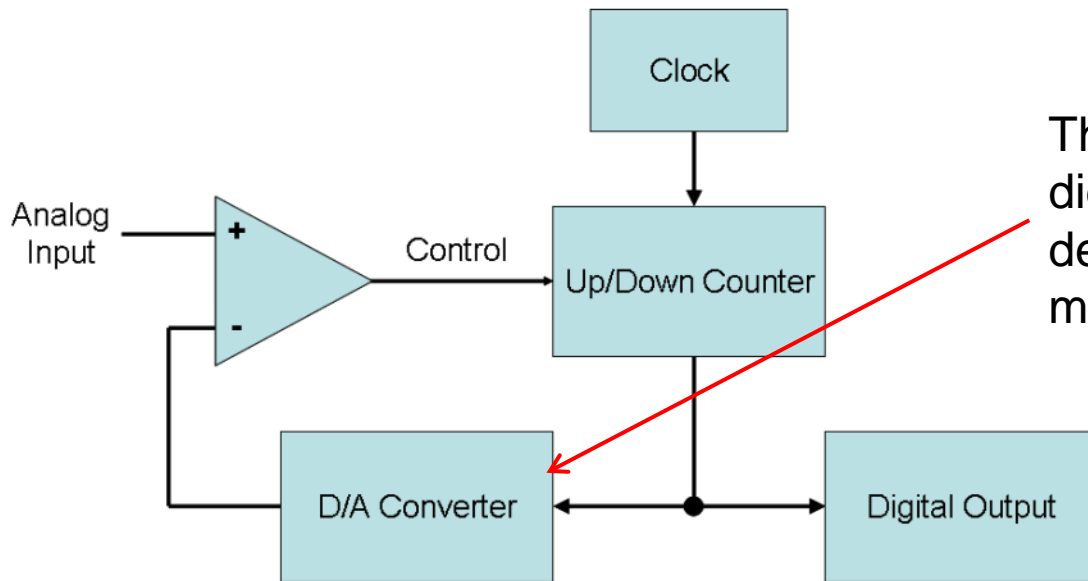 Clock
Analog
Input
+
-
Control
Up/Down Counter
D/A Converter
Digital Output